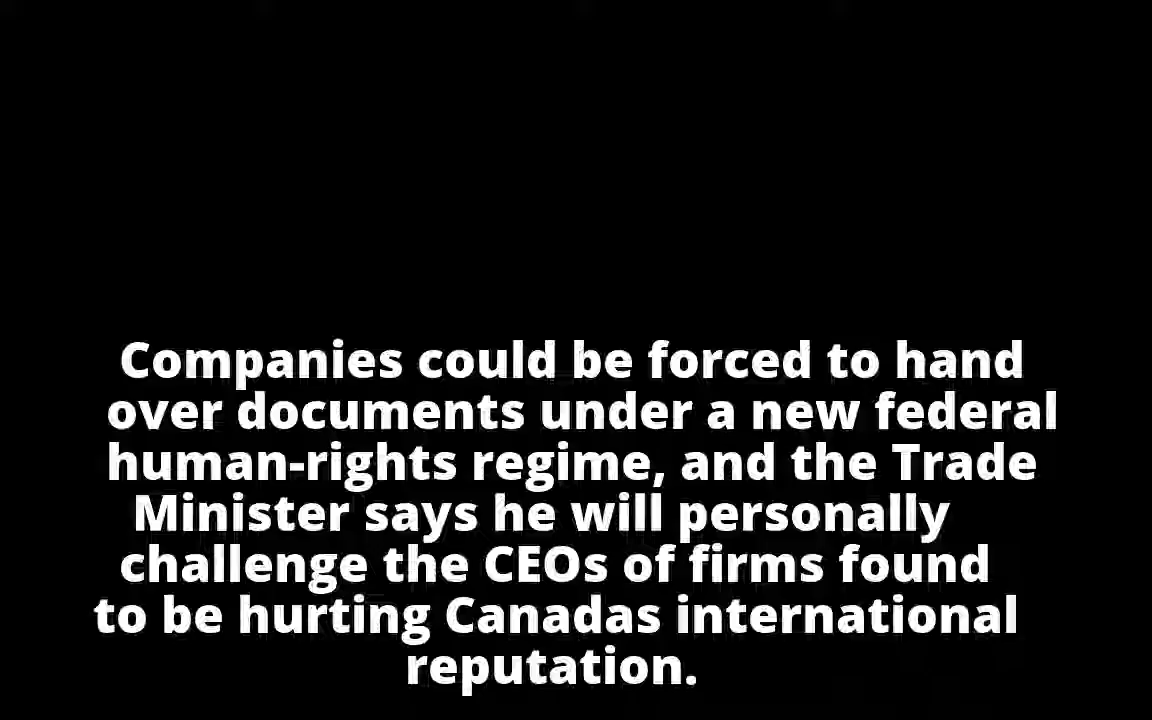 Companies could be forced to hand
over documents under a new federal
human-rights regime, and the Trade
Minister says he will personally
challenge the CEOs of firms found
to be hurting Canadas international
reputation.